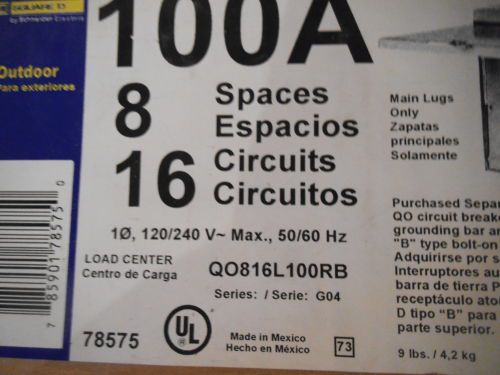 SQUARE D
by Schneider Electric
100A
Outdoor
Para exteriores
8 Spaces
Espacios
16 Circuits
Circuitos
1Ø, 120/240 V~ Max., 50/60 Hz
LOAD CENTER
Centro de Carga
QO816L100RB
Series: / Serie: G04
78575
UL
Made in Mexico
Hecho en México
73
7 85901 78575 0
Main Lugs
Only
Zapatas
principales
Solamente
Purchased Separ
QO circuit break
grounding bar an
"B" type bolt-on
Adquirirse por s
Interruptores au
barra de tierra P
receptáculo ato
D tipo "B" para
parte superior.
9 lbs. / 4,2 kg